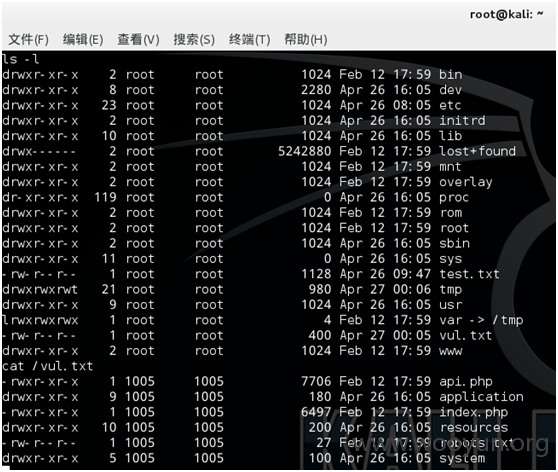 root@kali: ~
文件(F) 编辑(E) 查看(V) 搜索(S) 终端(T) 帮助(H)
ls -l
drwxr-xr-x 2 root root 1024 Feb 12 17:59 bin
drwxr-xr-x 8 root root 2280 Apr 26 16:05 dev
drwxr-xr-x 23 root root 1024 Apr 26 08:05 etc
drwxr-xr-x 2 root root 1024 Apr 26 16:05 initrd
drwxr-xr-x 10 root root 1024 Apr 26 16:05 lib
drwx------ 2 root root 5242880 Feb 12 17:59 lost+found
drwxr-xr-x 2 root root 1024 Feb 12 17:59 mnt
drwxr-xr-x 2 root root 1024 Feb 12 17:59 overlay
dr-xr-xr-x 119 root root 0 Apr 26 16:05 proc
drwxr-xr-x 2 root root 1024 Feb 12 17:59 rom
drwxr-xr-x 2 root root 1024 Feb 12 17:59 root
drwxr-xr-x 2 root root 1024 Apr 26 16:05 sbin
drwxr-xr-x 11 root root 0 Apr 26 16:05 sys
-rw-r--r-- 1 root root 1128 Apr 26 09:47 test.txt
drwxrwxrwt 21 root root 980 Apr 27 00:06 tmp
drwxr-xr-x 9 root root 1024 Apr 26 16:05 usr
lrwxrwxrwx 1 root root 4 Feb 12 17:59 var -> /tmp
-rw-r--r-- 1 root root 400 Apr 27 00:05 vul.txt
drwxr-xr-x 2 root root 1024 Feb 12 17:59 www
cat /vul.txt
-rwxr-xr-x 1 1005 1005 7706 Feb 12 17:59 api.php
drwxr-xr-x 9 1005 1005 180 Apr 26 16:05 application
-rwxr-xr-x 1 1005 1005 6497 Feb 12 17:59 index.php
drwxr-xr-x 10 1005 1005 200 Apr 26 16:05 resources
-rw-r--r-- 1 1005 1005 27 Feb 12 17:59 robots.txt
drwxr-xr-x 5 1005 1005 100 Apr 26 16:05 system